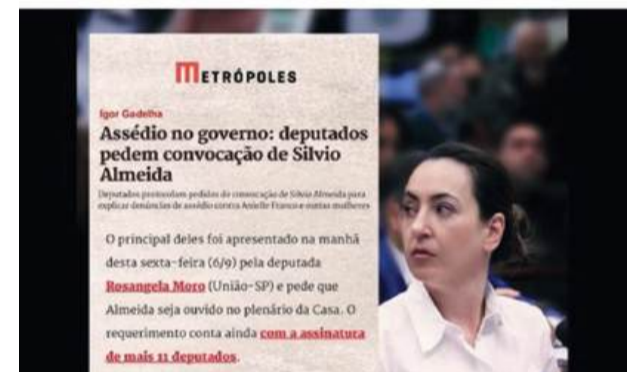 METRÓPOLES
Igor Gadelha
Assédio no governo: deputados
pedem convocação de Silvio
Almeida
Deputados protocolam pedidos de convocação de Silvio Almeida para
explicar denúncias de assédio contra Anielle Franco e outras mulheres
O principal deles foi apresentado na manhã
desta sexta-feira (6/9) pela deputada
Rosangela Moro (União-SP) e pede que
Almeida seja ouvido no plenário da Casa. O
requerimento conta ainda com a assinatura
de mais 11 deputados.